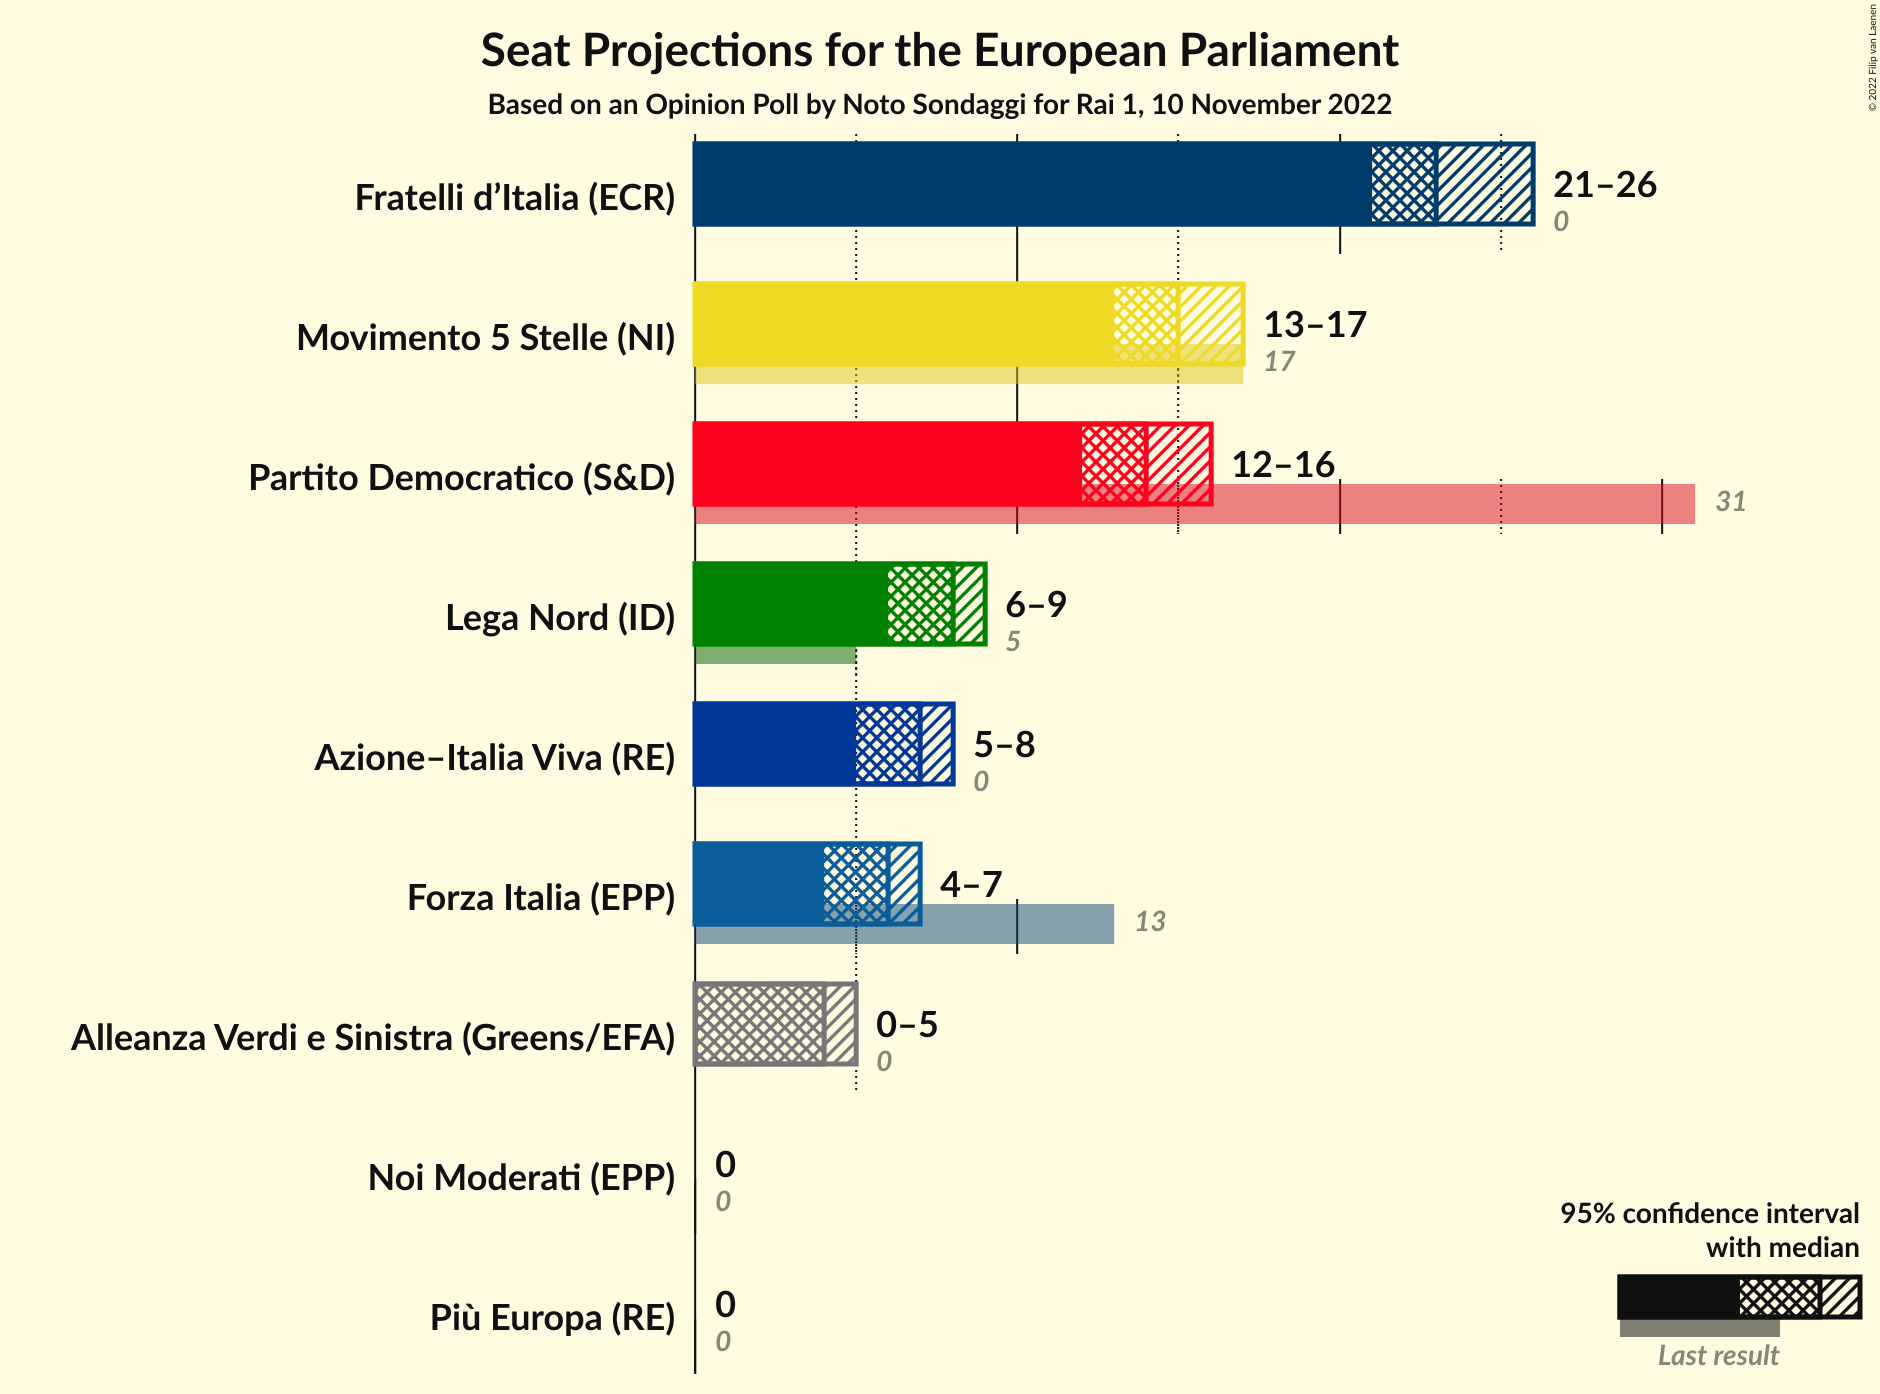 Seat Projections for the European Parliament
Based on an Opinion Poll by Noto Sondaggi for Rai 1, 10 November 2022
© 2022 Filip van Laenen
Fratelli d’Italia (ECR)
21–26
0
Movimento 5 Stelle (NI)
13–17
17
Partito Democratico (S&D)
12–16
31
Lega Nord (ID)
6–9
5
Azione–Italia Viva (RE)
5–8
0
Forza Italia (EPP)
4–7
13
Alleanza Verdi e Sinistra (Greens/EFA)
0–5
0
Noi Moderati (EPP)
0
0
Più Europa (RE)
0
0
95% confidence interval
with median
Last result